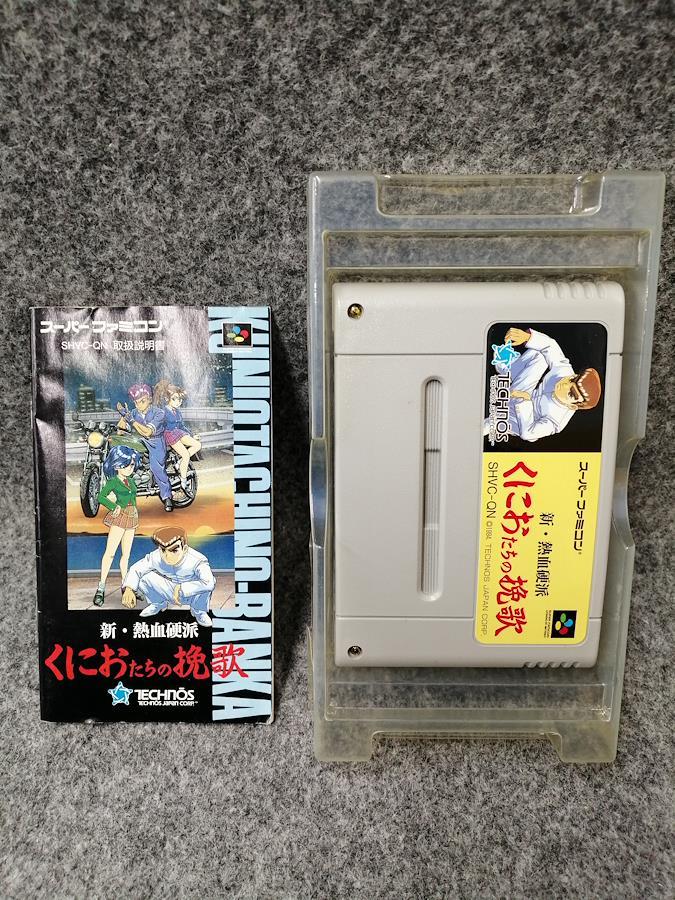 スーパーファミコン
SHVC-QN 取扱説明書
KUNIOTACHINO-BANKA
新・熱血硬派
くにおたちの挽歌
TECHNŌS
TECHNŌS JAPAN CORP.™
TECHNŌS
スーパーファミコン
新・熱血硬派
くにおたちの挽歌
SHVC-QN ©1994 TECHNOS JAPAN CORP.